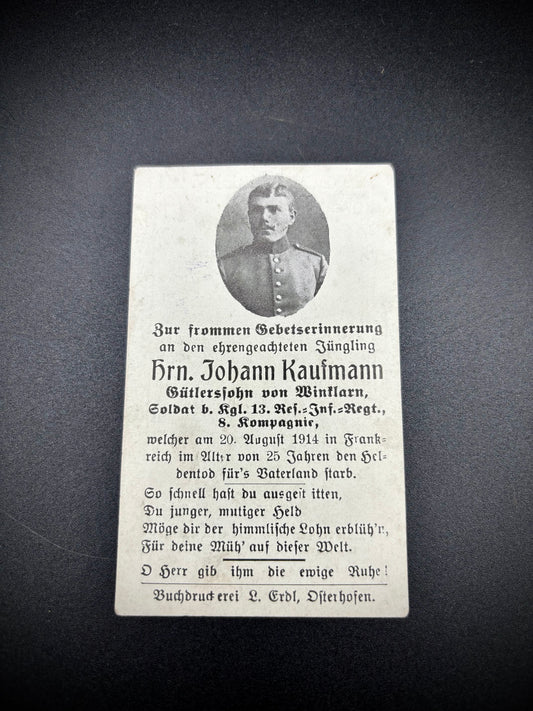 Zur frommen Gebetserinnerung
an den ehrengeachteten Jüngling
Hrn. Johann Kaufmann
Gütlerssohn von Winklarn,
Soldat b. Kgl. 13. Res.=Inf.=Regt.,
8. Kompagnie,
welcher am 20. August 1914 in Frank=
reich im Alter von 25 Jahren den Hel=
dentod für's Vaterland starb.
So schnell hast du ausgest itten,
Du junger, mutiger Held
Möge dir der himmlische Lohn erblüh'n,
Für deine Müh' auf dieser Welt.
O Herr gib ihm die ewige Ruhe!
Buchdruckerei L. Erdl, Osterhofen.